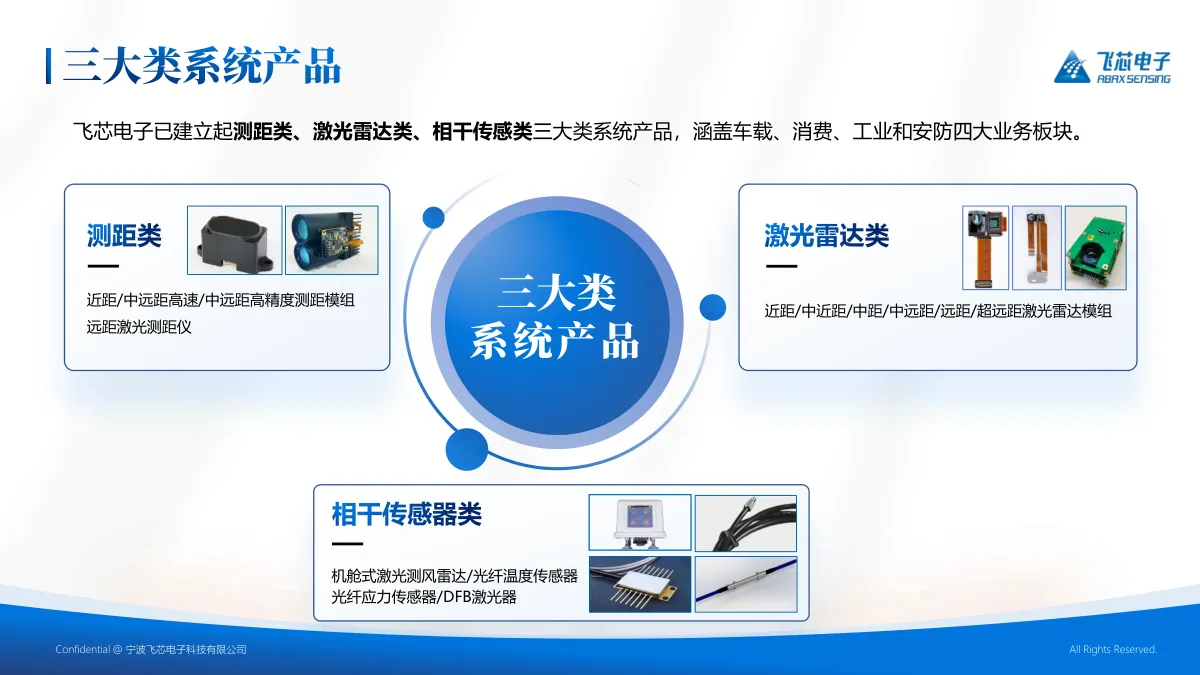 三大类系统产品
飞芯电子
ABAX SENSING
飞芯电子已建立起测距类、激光雷达类、相干传感类三大类系统产品，涵盖车载、消费、工业和安防四大业务板块。
测距类
近距/中远距高速/中远距高精度测距模组
远距激光测距仪
三大类
系统产品
激光雷达类
近距/中近距/中距/中远距/远距/超远距激光雷达模组
相干传感器类
机舱式激光测风雷达/光纤温度传感器
光纤应力传感器/DFB激光器
Confidential @ 宁波飞芯电子科技有限公司
All Rights Reserved.